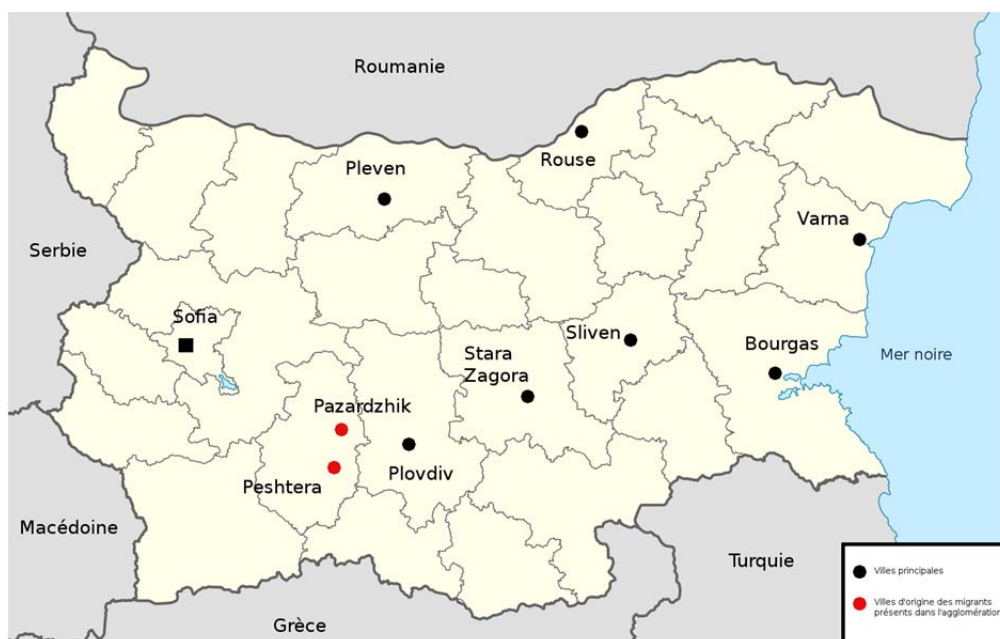 Roumanie
Pleven
Rouse
Varna
Serbie
Sofia
Sliven
Stara
Zagora
Bourgas
Mer noire
Pazardzhik
Peshtera
Plovdiv
Macédoine
Turquie
Grèce
Villes principales
Villes d'origine des migrants
présents dans l'agglomération